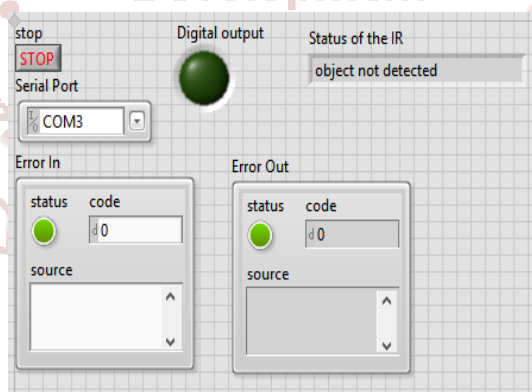 stop
Digital output
Status of the IR
STOP
object not detected
Serial Port
I/O COM3
Error In
Error Out
status code
d 0
source
status code
d 0
source